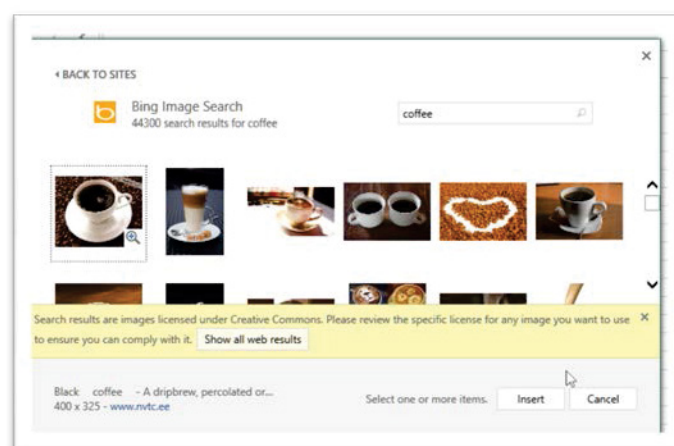 BACK TO SITES
Bing Image Search
44300 search results for coffee
coffee
Search results are images licensed under Creative Commons. Please review the specific license for any image you want to use
to ensure you can comply with it. Show all web results
Black coffee - A dripbrew, percolated or...
400 x 325 - www.nvtc.ee
Select one or more items. Insert Cancel